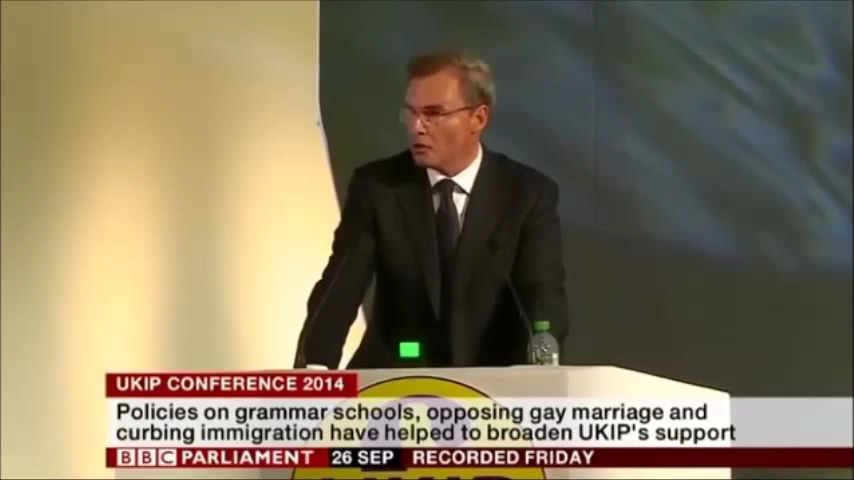 UKIP CONFERENCE 2014
Policies on grammar schools, opposing gay marriage and
curbing immigration have helped to broaden UKIP's support
BBC PARLIAMENT 26 SEP RECORDED FRIDAY